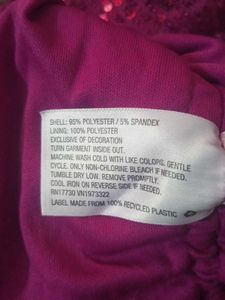 SHELL: 95% POLYESTER / 5% SPANDEX
LINING: 100% POLYESTER
EXCLUSIVE OF DECORATION
TURN GARMENT INSIDE OUT.
MACHINE WASH COLD WITH LIKE COLORS. GENTLE
CYCLE. ONLY NON-CHLORINE BLEACH IF NEEDED.
TUMBLE DRY LOW. REMOVE PROMPTLY.
COOL IRON ON REVERSE SIDE IF NEEDED.
RN17730 VN1973322
LABEL MADE FROM 100% RECYCLED PLASTIC